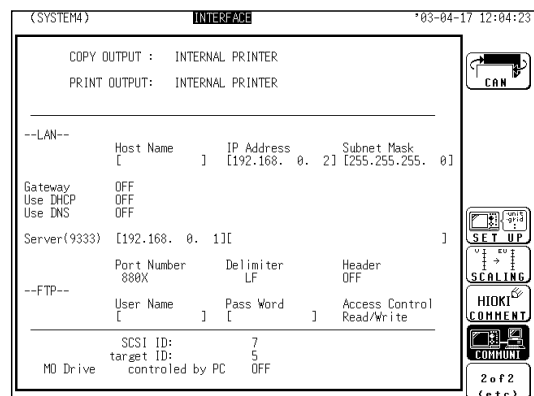 (SYSTEM4) INTERFACE '03-04-17 12:04:23
COPY OUTPUT : INTERNAL PRINTER
PRINT OUTPUT: INTERNAL PRINTER
--LAN--
Host Name IP Address Subnet Mask
[ ] [192.168. 0. 2] [255.255.255. 0]
Gateway OFF
Use DHCP OFF
Use DNS OFF
Server(9333) [192.168. 0. 1][ ]
Port Number Delimiter Header
880X LF OFF
--FTP--
User Name Pass Word Access Control
[ ] [ ] Read/Write
SCSI ID: 7
target ID: 5
MO Drive controled by PC OFF
CAN
unit
grid
SET UP
V EU
SCALING
HIOKI
COMMENT
COMMUNI
2of2
(etc)